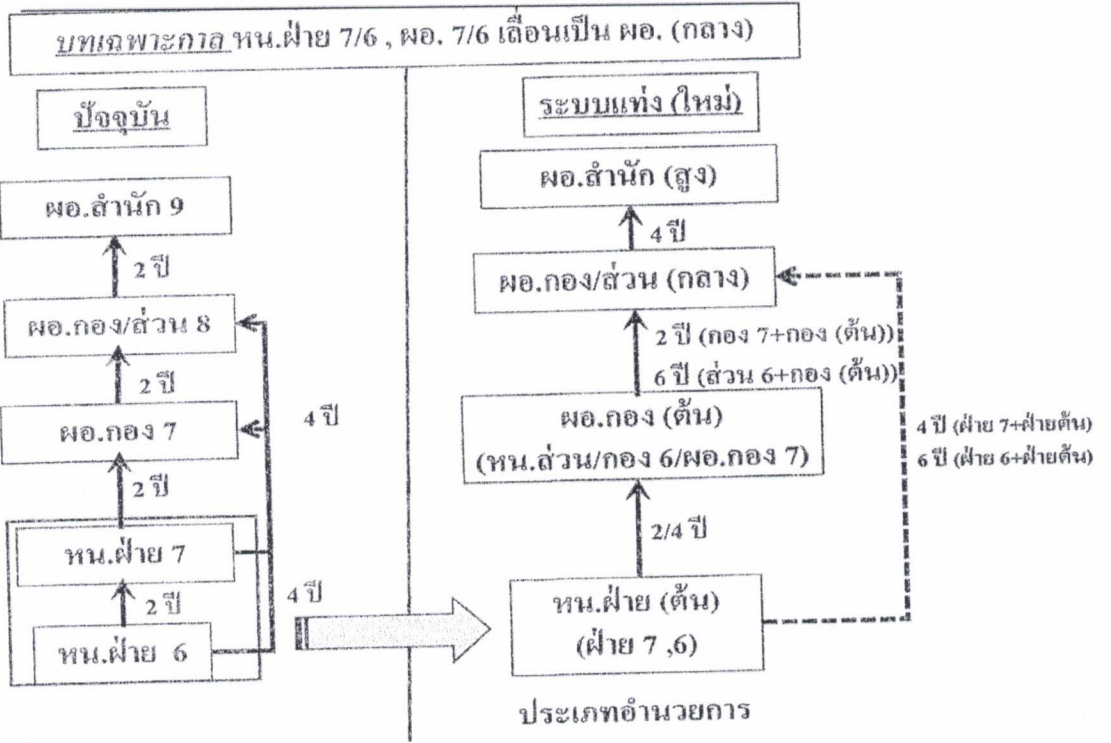 บทเฉพาะกาล หน.ฝ่าย 7/6 , ผอ. 7/6 เลื่อนเป็น ผอ. (กลาง)
ปัจจุบัน
ผอ.สำนัก 9
2 ปี
ผอ.กอง/ส่วน 8
2 ปี
4 ปี
ผอ.กอง 7
2 ปี
หน.ฝ่าย 7
2 ปี
4 ปี
หน.ฝ่าย 6
ระบบแท่ง (ใหม่)
ผอ.สำนัก (สูง)
4 ปี
ผอ.กอง/ส่วน (กลาง)
2 ปี (กอง 7+กอง (ต้น))
6 ปี (ส่วน 6+กอง (ต้น))
ผอ.กอง (ต้น)
(หน.ส่วน/กอง 6/ผอ.กอง 7)
4 ปี (ฝ่าย 7+ฝ่ายต้น)
6 ปี (ฝ่าย 6+ฝ่ายต้น)
2/4 ปี
หน.ฝ่าย (ต้น)
(ฝ่าย 7 ,6)
ประเภทอำนวยการ